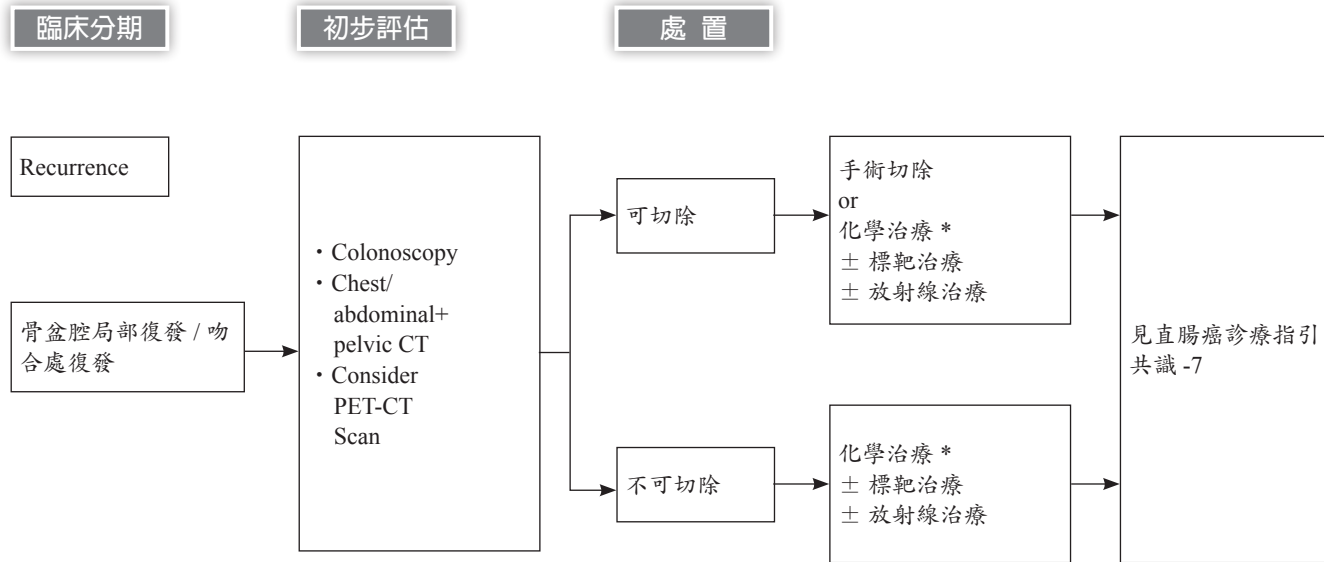 臨床分期
初步評估
處 置
Recurrence
骨盆腔局部復發 / 吻
合處復發
・Colonoscopy
・Chest/
abdominal+
pelvic CT
・Consider
PET-CT
Scan
可切除
手術切除
or
化學治療 *
± 標靶治療
± 放射線治療
不可切除
化學治療 *
± 標靶治療
± 放射線治療
見直腸癌診療指引
共識 -7